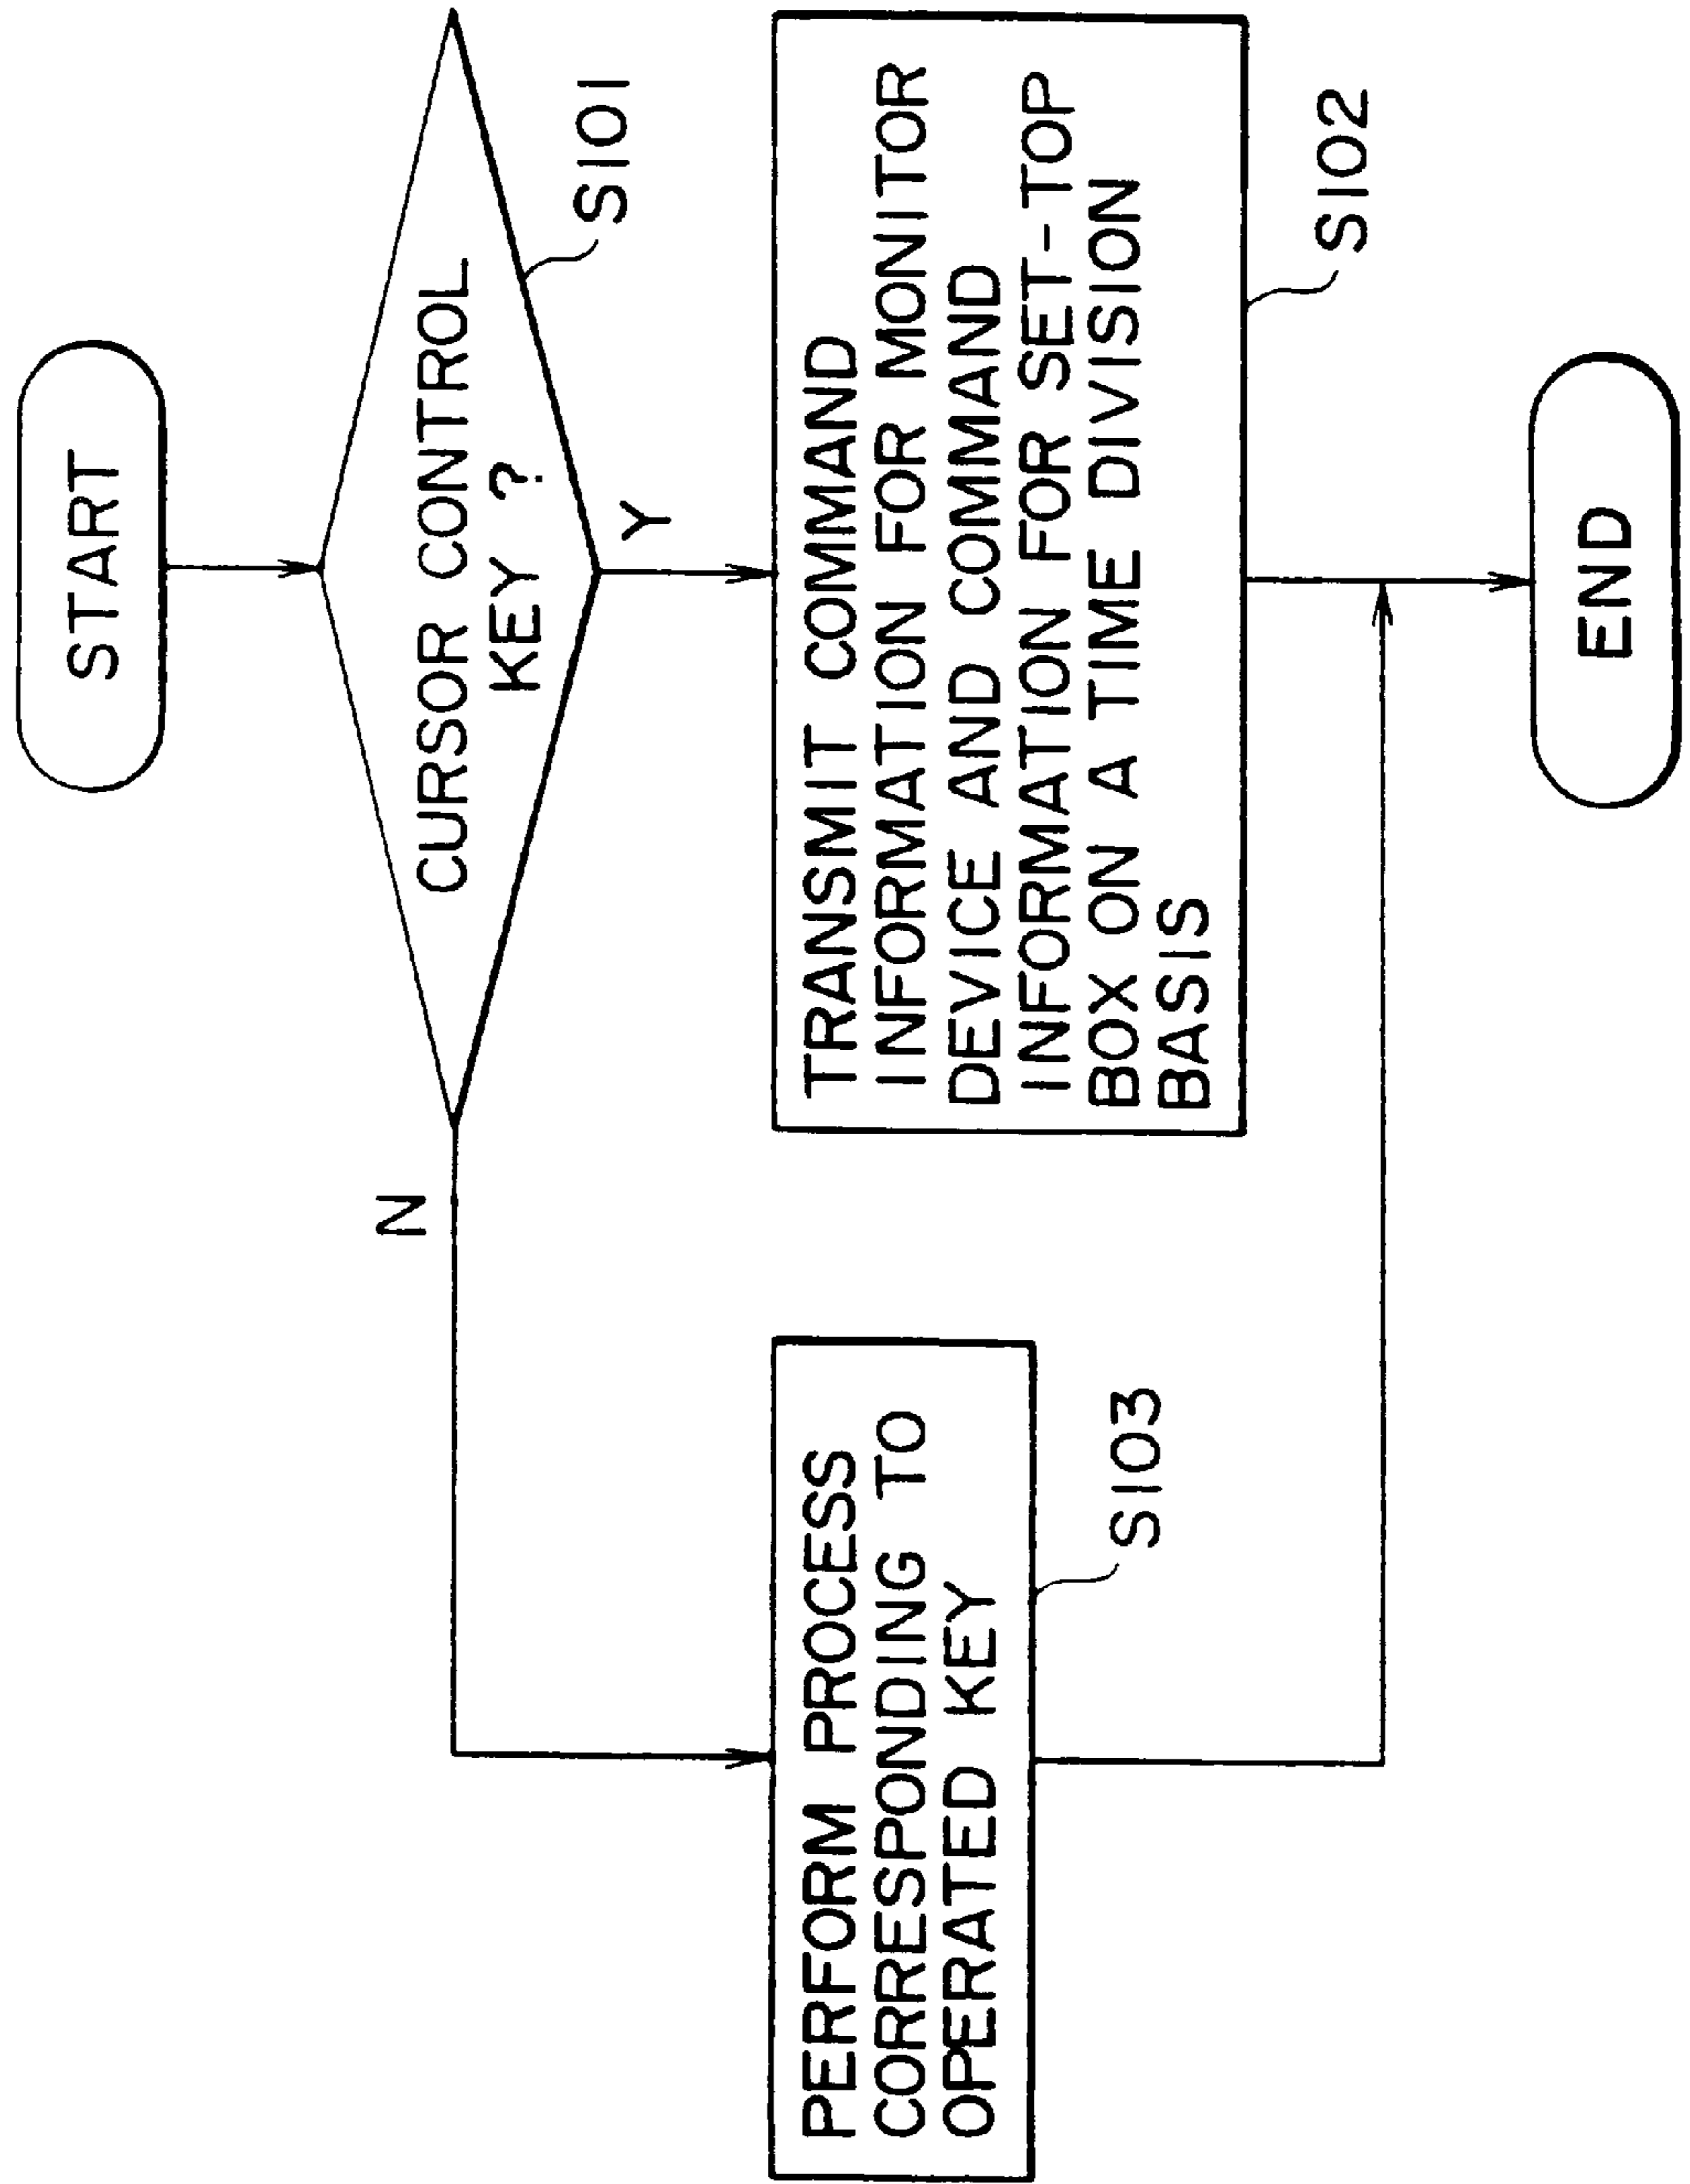 START
CURSOR CONTROL
KEY ?
S101
N
Y
TRANSMIT COMMAND
INFORMATION FOR MONITOR
DEVICE AND COMMAND
INFORMATION FOR SET-TOP
BOX ON A TIME DIVISION
BASIS
S102
PERFORM PROCESS
CORRESPONDING TO
OPERATED KEY
S103
END